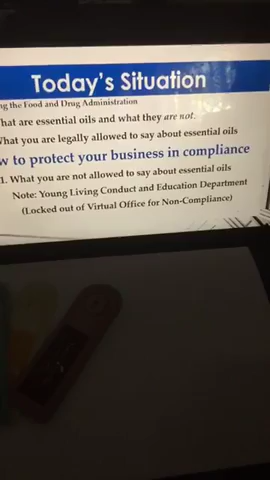 Today's Situation
ng the Food and Drug Administration
hat are essential oils and what they are not.
hat you are legally allowed to say about essential oils
w to protect your business in compliance
1. What you are not allowed to say about essential oils
Note: Young Living Conduct and Education Department
(Locked out of Virtual Office for Non-Compliance)